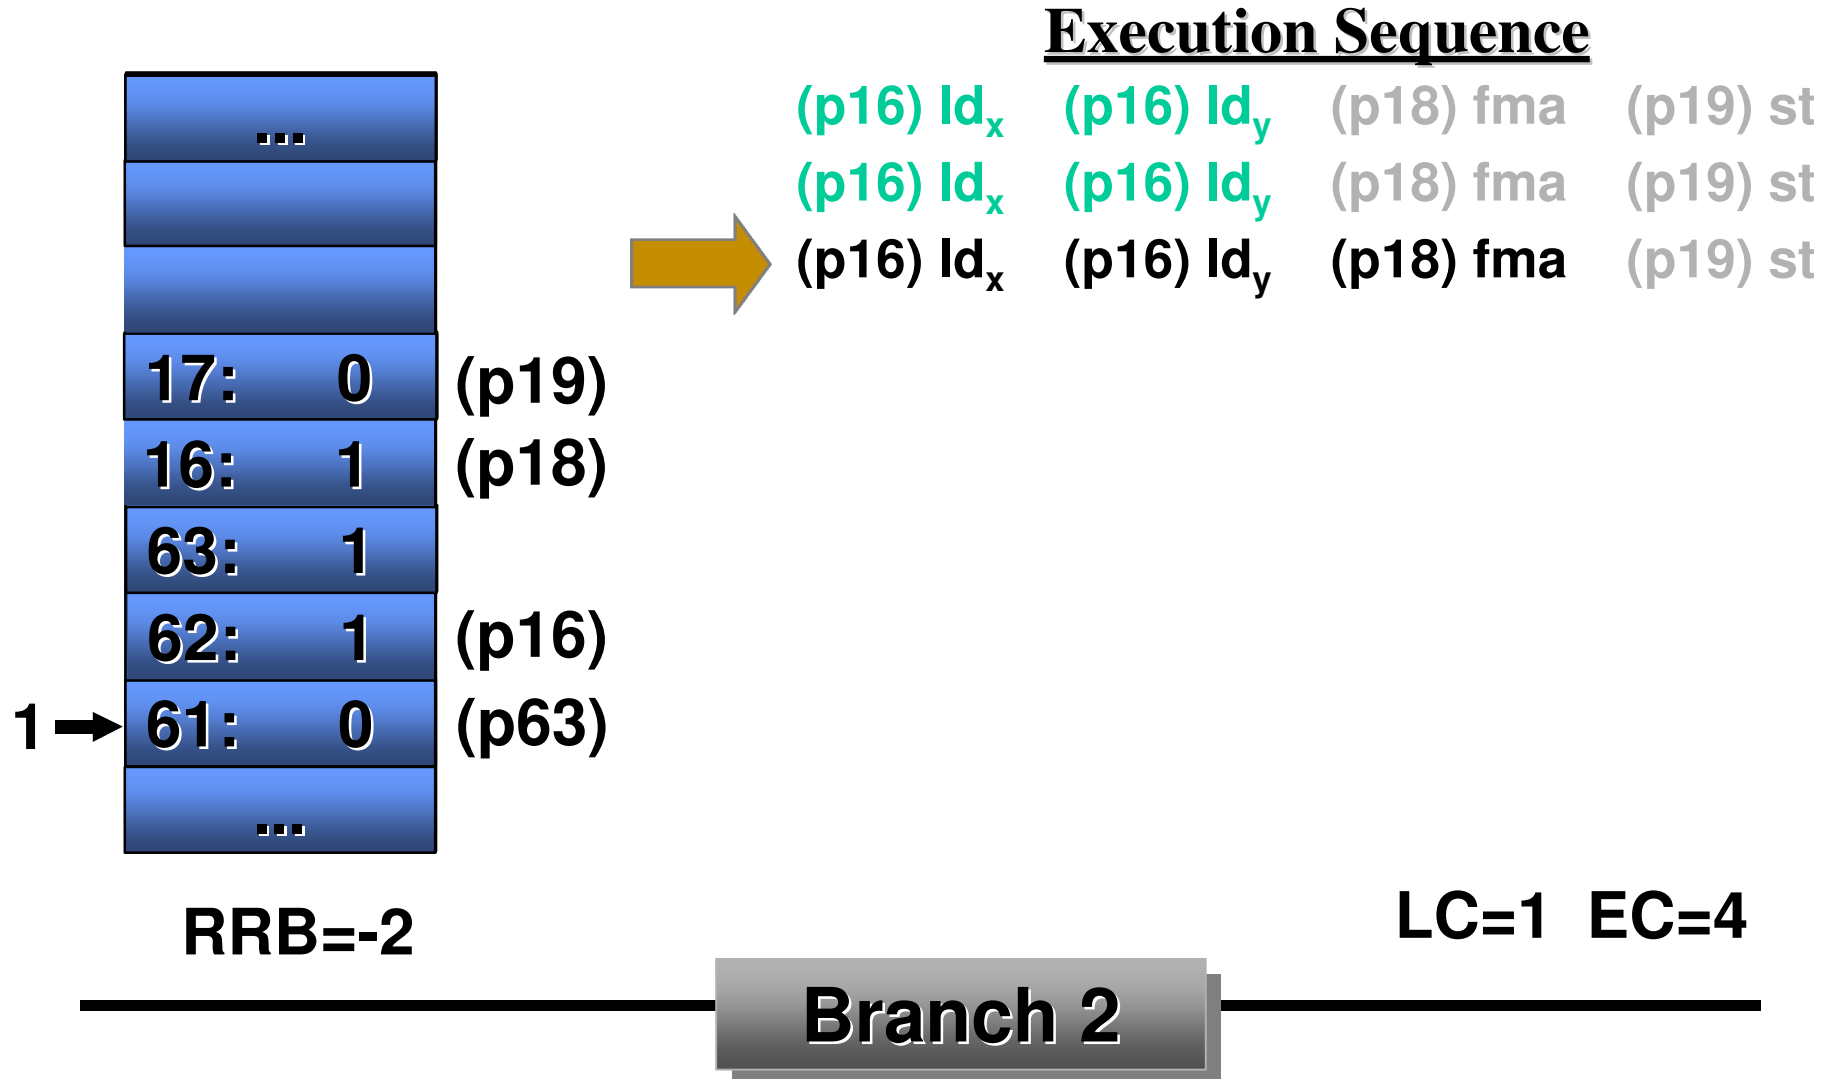 Execution Sequence
(p16) ldx (p16) ldy (p18) fma (p19) st
(p16) ldx (p16) ldy (p18) fma (p19) st
(p16) ldx (p16) ldy (p18) fma (p19) st
...
17: 0 (p19)
16: 1 (p18)
63: 1
62: 1 (p16)
1 61: 0 (p63)
...
RRB=-2
LC=1 EC=4
Branch 2